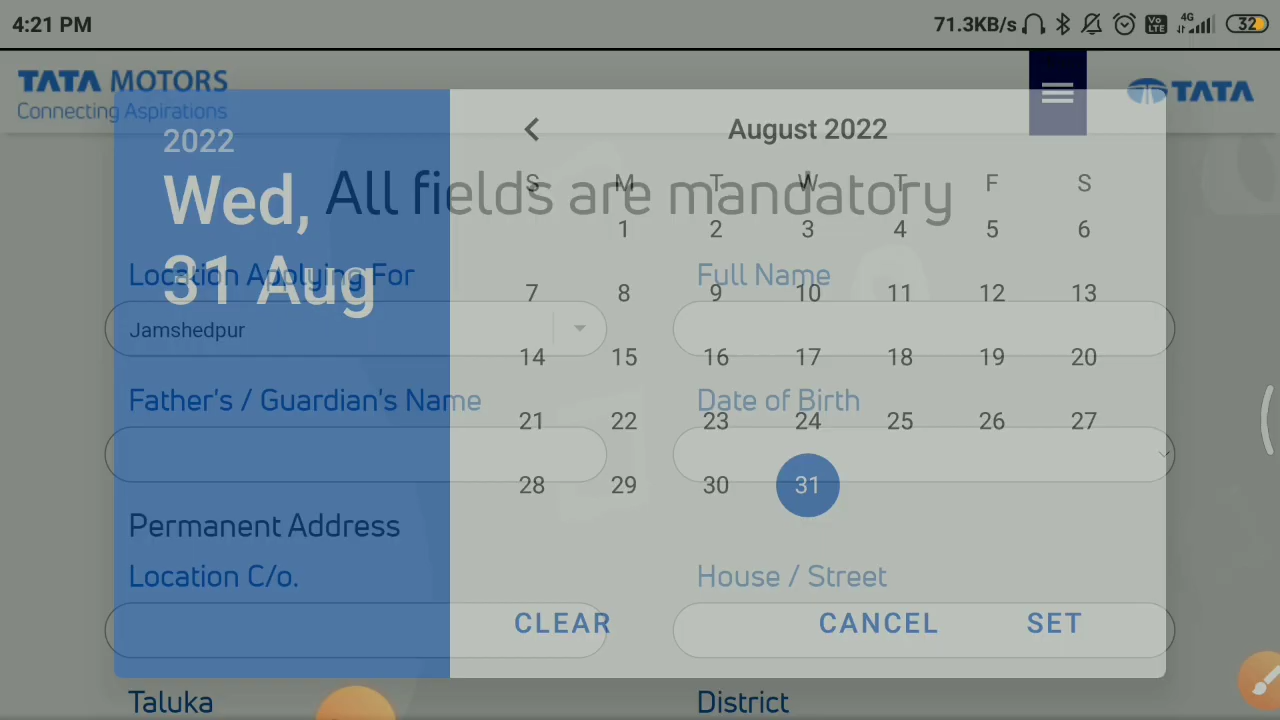 4:21 PM
71.3KB/s
Vo LTE
4G
32
TATA MOTORS
Connecting Aspirations
TATA
2022
Wed,
31 Aug
August 2022
S M T W T F S
1 2 3 4 5 6
7 8 9 10 11 12 13
14 15 16 17 18 19 20
21 22 23 24 25 26 27
28 29 30 31
CLEAR CANCEL SET
All fields are mandatory
Location Applying For
Jamshedpur
Full Name
Father's / Guardian's Name
Date of Birth
Permanent Address
Location C/o.
House / Street
Taluka
District